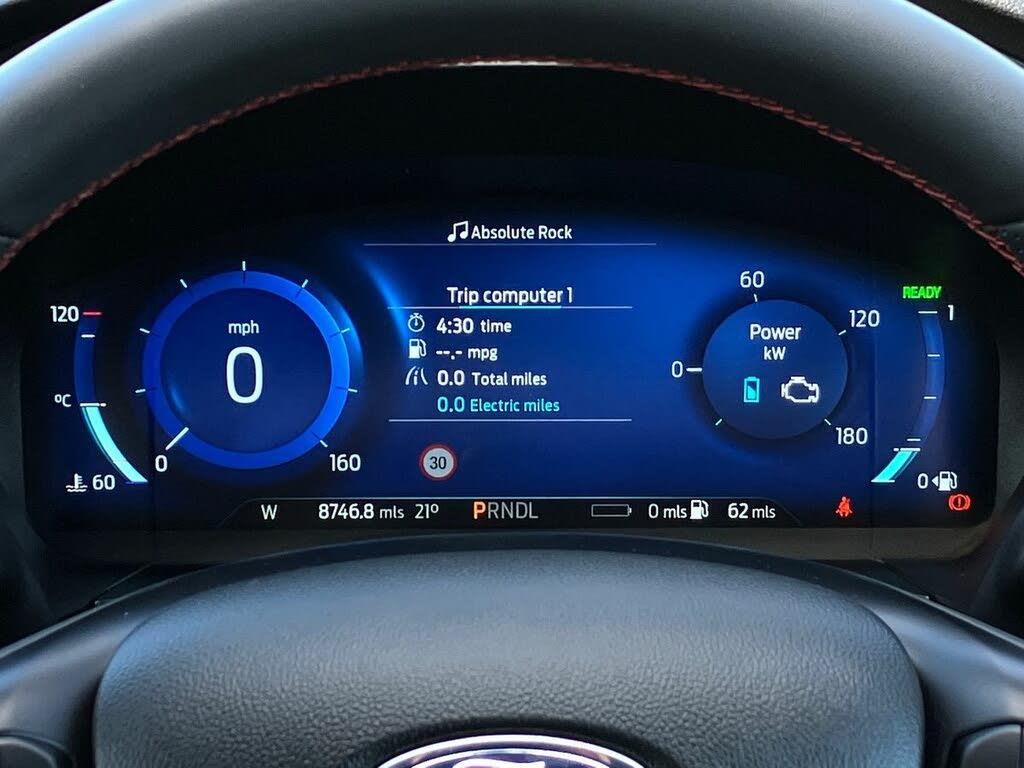 Absolute Rock
READY
120
°C
60
mph
0
0
160
Trip computer 1
4:30 time
--.- mpg
0.0 Total miles
0.0 Electric miles
30
60
0
120
180
Power
kW
1
0
W 8746.8 mls 21° PRNDL 0 mls 62 mls